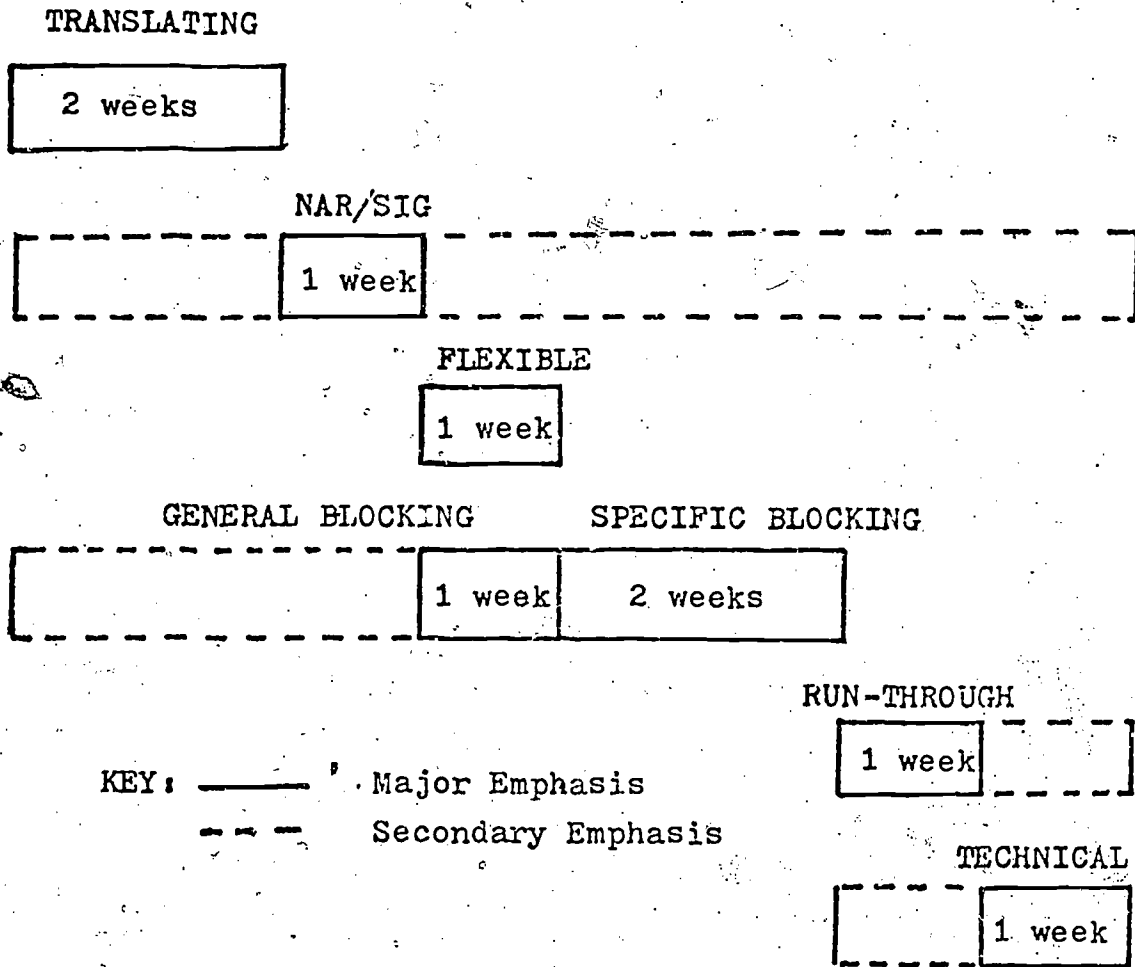 TRANSLATING
2 weeks
NAR/SIG
1 week
FLEXIBLE
1 week
GENERAL BLOCKING SPECIFIC BLOCKING
1 week 2 weeks
RUN-THROUGH
1 week
KEY: Major Emphasis
Secondary Emphasis
TECHNICAL
1 week